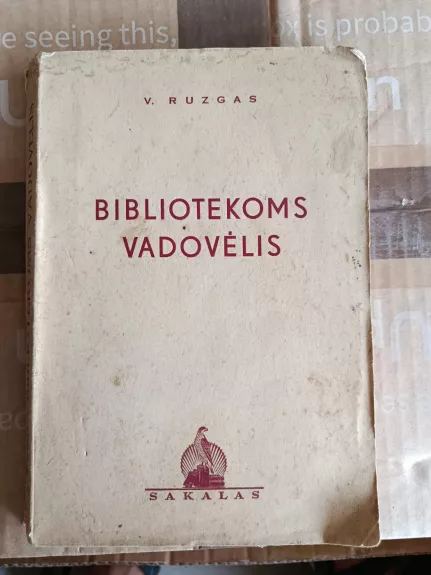 e seeing this,
x is probab
V. RUZGAS
BIBLIOTEKOMS
VADOVĖLIS
SAKALAS